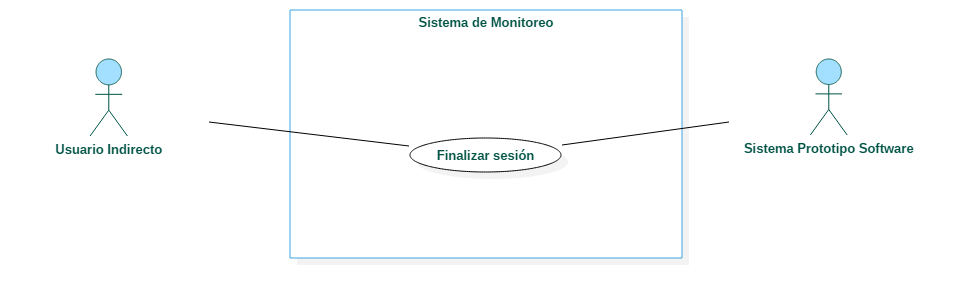 Sistema de Monitoreo
Usuario Indirecto
Finalizar sesión
Sistema Prototipo Software